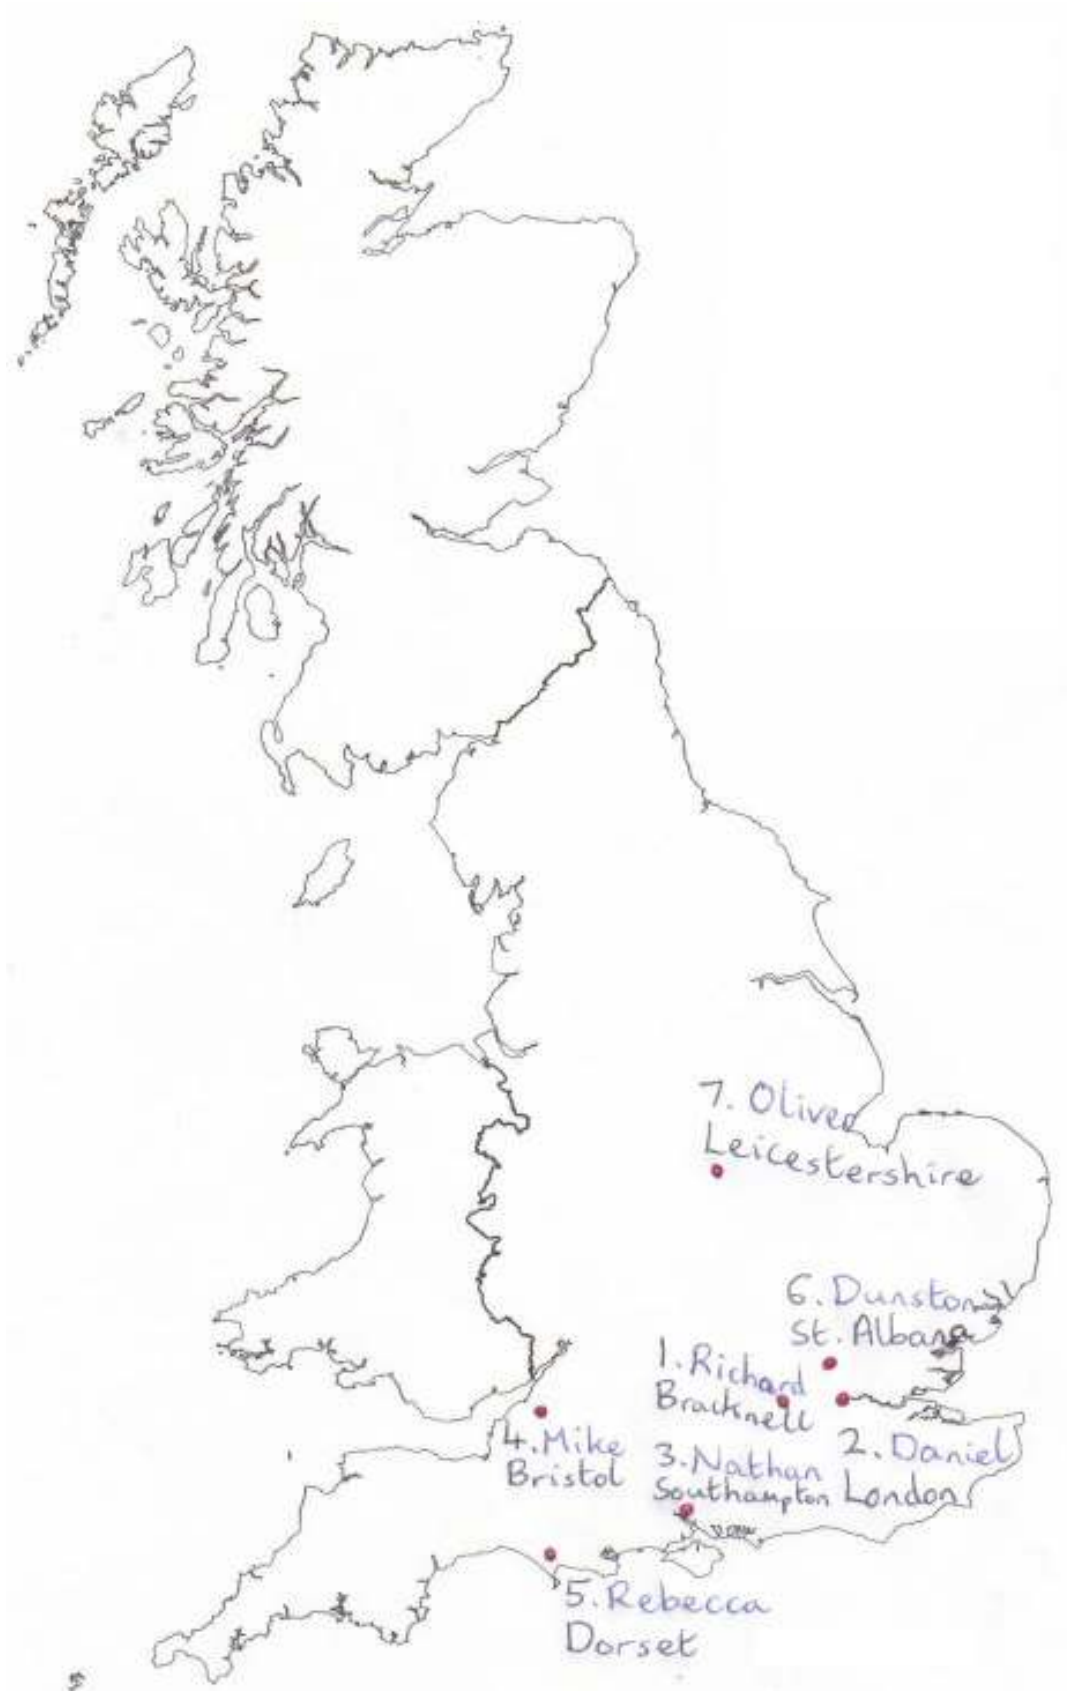 7. Oliver
Leicestershire
6. Dunston
St. Albans
1. Richard
Bracknell
2. Daniel
London
3. Nathan
Southampton
4. Mike
Bristol
5. Rebecca
Dorset